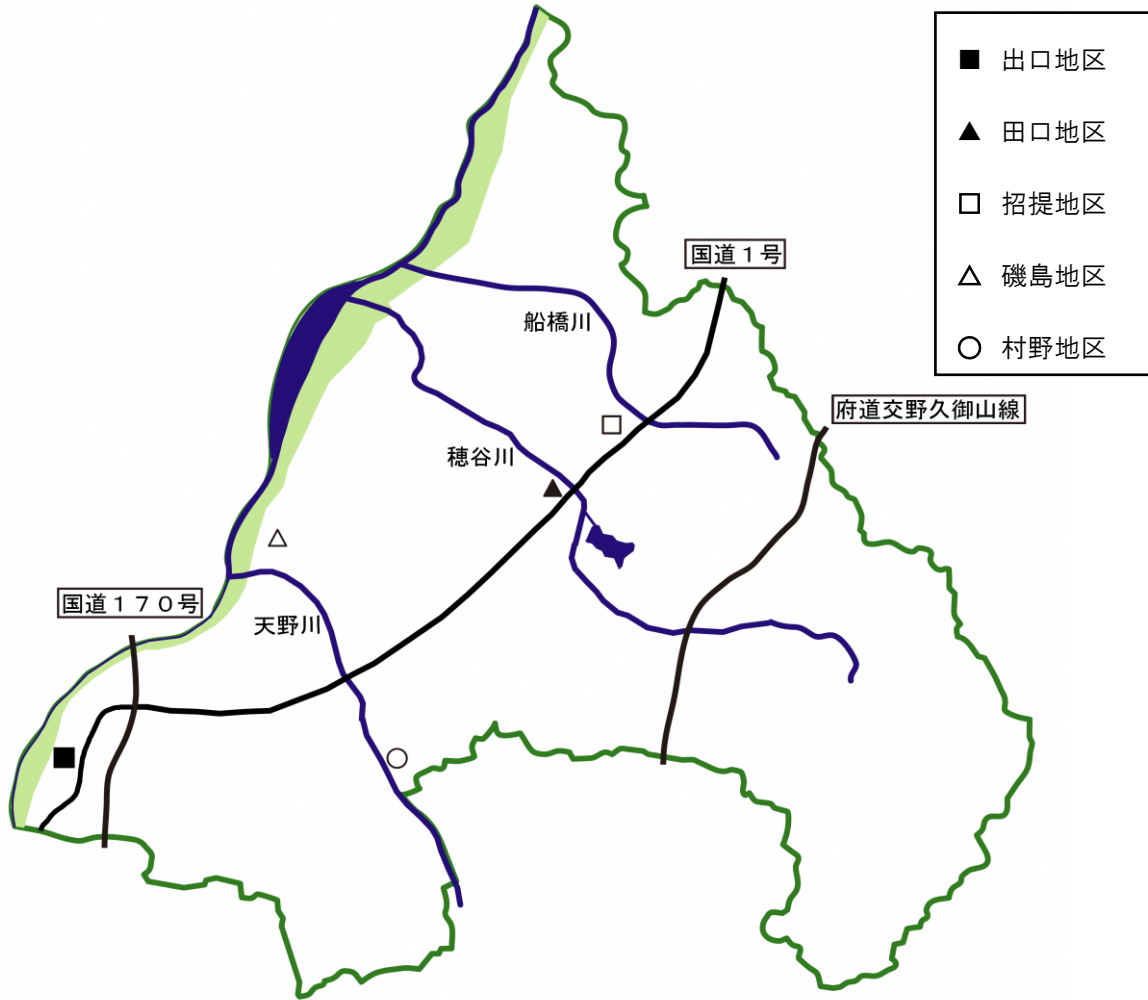 出口地区
田口地区
招提地区
磯島地区
村野地区
国道１号
船橋川
府道交野久御山線
穂谷川
国道１７０号
天野川